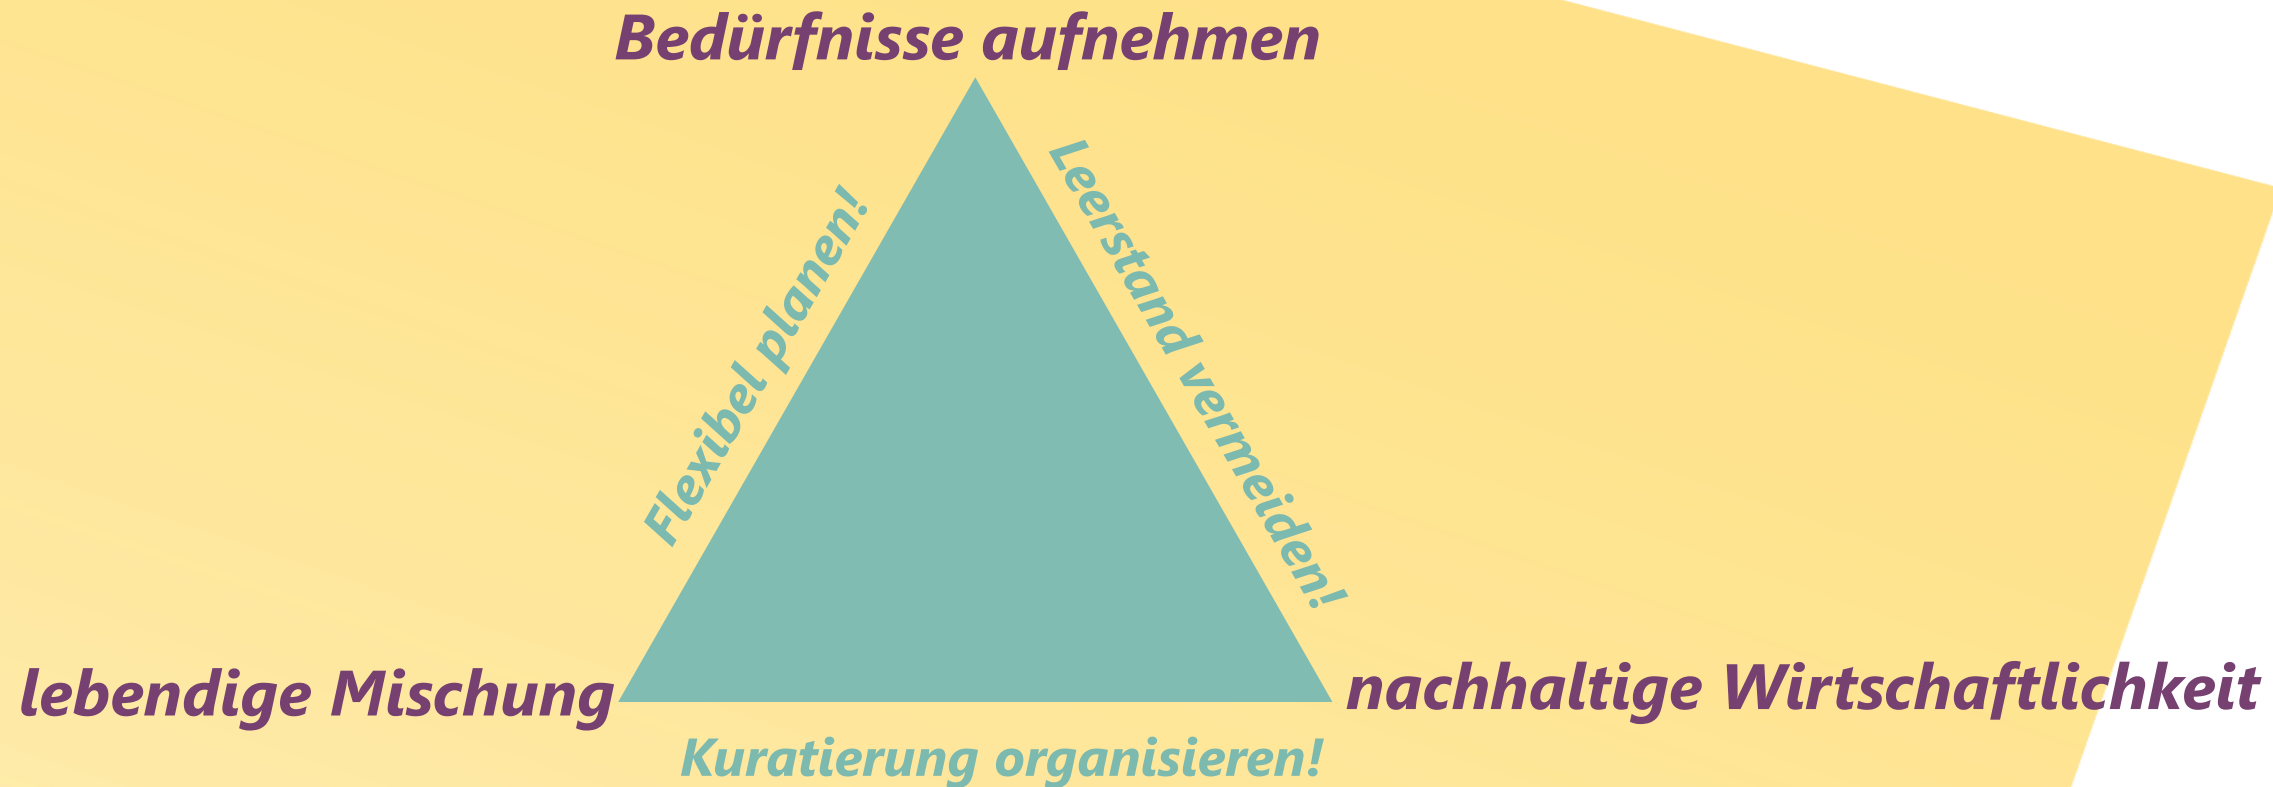 Bedürfnisse aufnehmen
Flexibel planen!
Leerstand vermeiden!
lebendige Mischung
nachhaltige Wirtschaftlichkeit
Kuratierung organisieren!